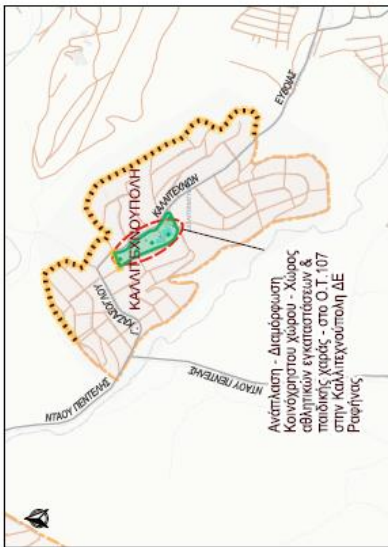 ΕΥΒΟΙΑΣ
ΚΑΛΛΙΤΕΧΝΩΝ
ΚΑΛΛΙΤΕΧΝΟΥΠΟΛΗ
Γ. ΚΑΖΑΣΟΓΛΟΥ
ΝΤΑΟΥ ΠΕΝΤΕΛΗΣ
ΝΤΑΟΥ ΠΕΝΤΕΛΗΣ
Ανάπλαση - Διαμόρφωση
Κοινόχρηστου χώρου - Χώρος
αθλητικών εγκαταστάσεων &
παιδικής χαράς - στο Ο.Τ.107
στην Καλλιτεχνούπολη ΔΕ
Ραφήνας